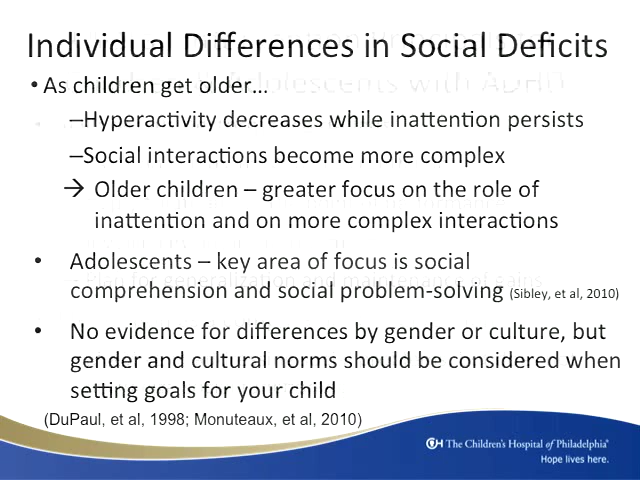 Individual Differences in Social Deficits
• As children get older...
–Hyperactivity decreases while inattention persists
–Social interactions become more complex
→ Older children – greater focus on the role of
inattention and on more complex interactions
• Adolescents – key area of focus is social
comprehension and social problem-solving (Sibley, et al, 2010)
• No evidence for differences by gender or culture, but
gender and cultural norms should be considered when
setting goals for your child
(DuPaul, et al, 1998; Monuteaux, et al, 2010)
The Children's Hospital of Philadelphia®
Hope lives here.